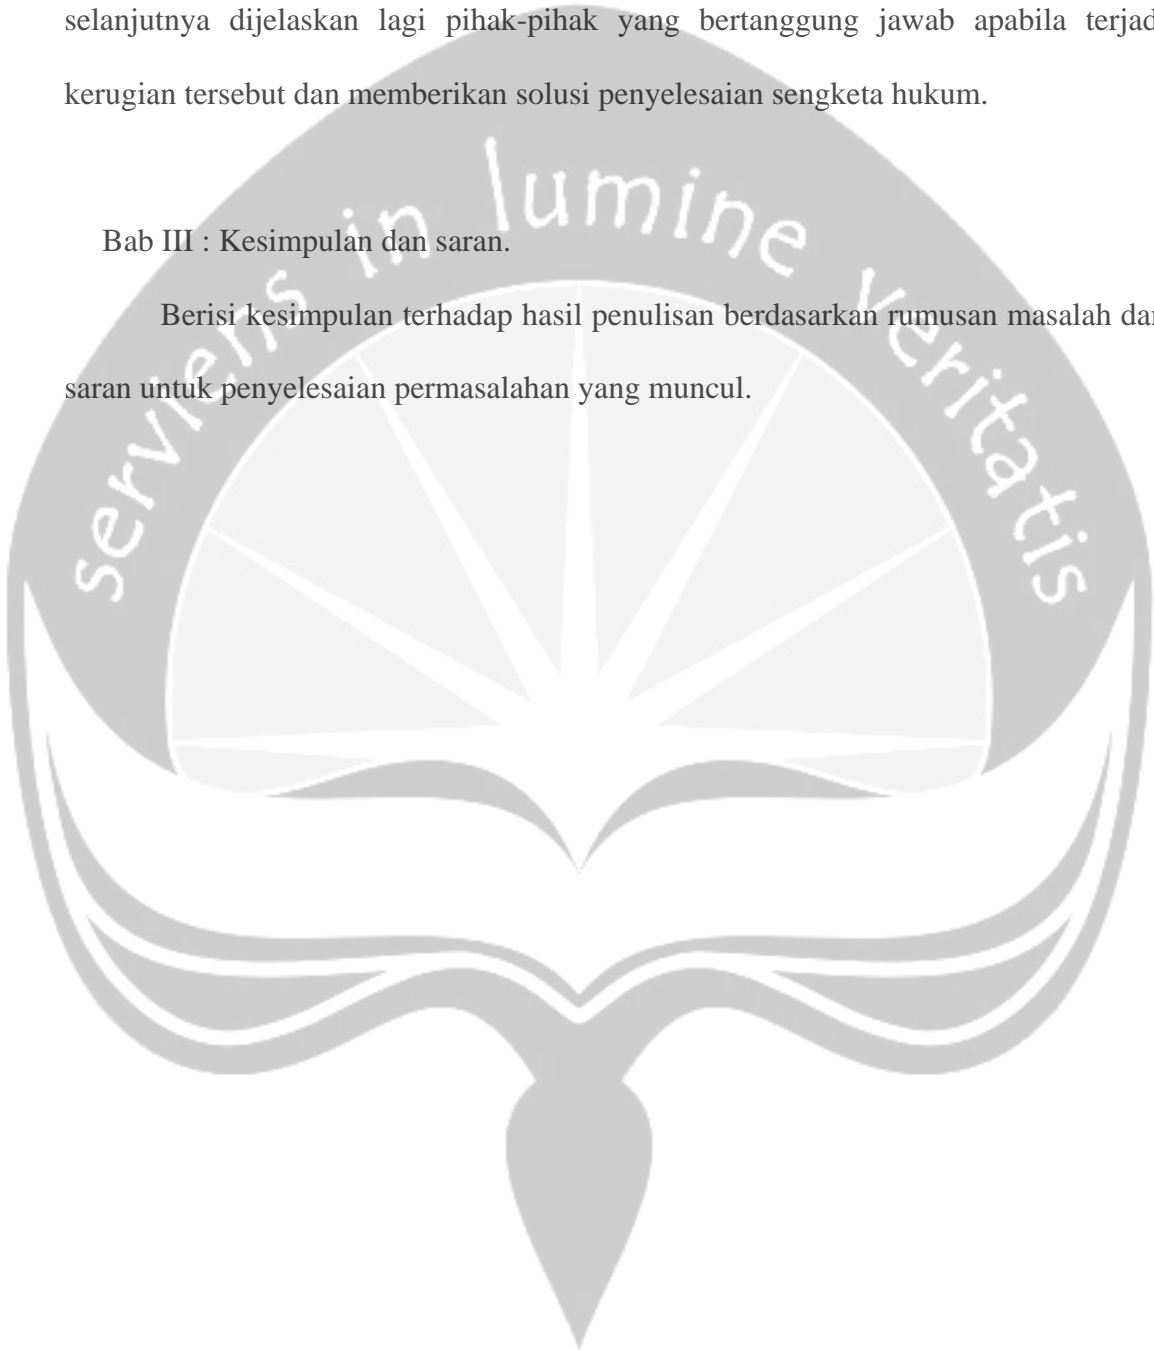 selanjutnya dijelaskan lagi pihak-pihak yang bertanggung jawab apabila terjad
kerugian tersebut dan memberikan solusi penyelesaian sengketa hukum.
serviens in lumine veritatis
Bab III : Kesimpulan dan saran.
Berisi kesimpulan terhadap hasil penulisan berdasarkan rumusan masalah dan
saran untuk penyelesaian permasalahan yang muncul.